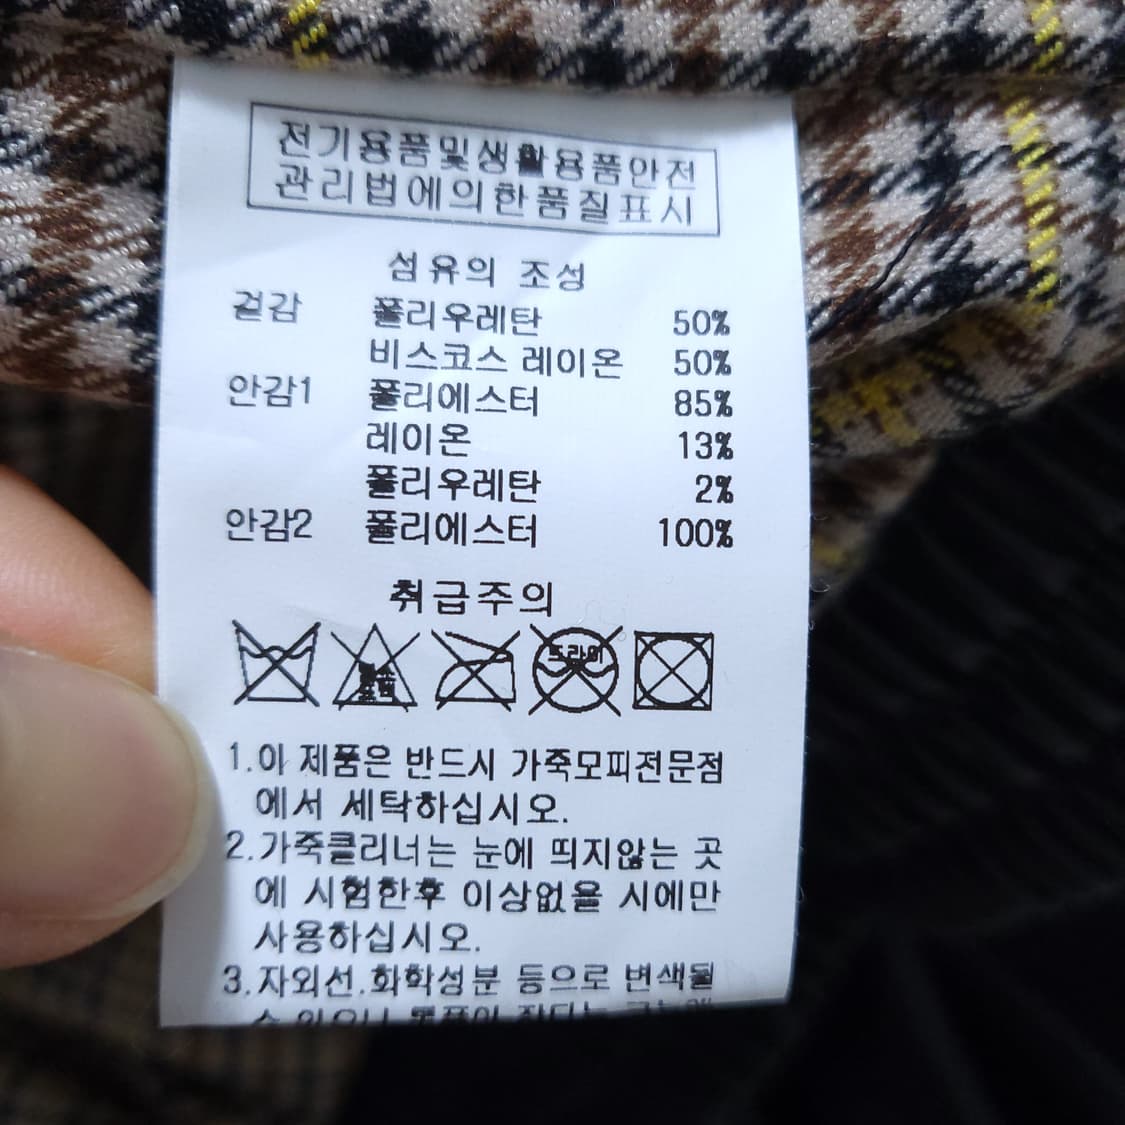 전기용품및생활용품안전
관리법에의한품질표시
섬유의 조성
겉감 폴리우레탄 50%
비스코스 레이온 50%
안감1 폴리에스터 85%
레이온 13%
폴리우레탄 2%
안감2 폴리에스터 100%
취급주의
드라이
1.이 제품은 반드시 가죽모피전문점
에서 세탁하십시오.
2.가죽클리너는 눈에 띄지않는 곳
에 시험한후 이상없을 시에만
사용하십시오.
3.자외선.화학성분 등으로 변색될